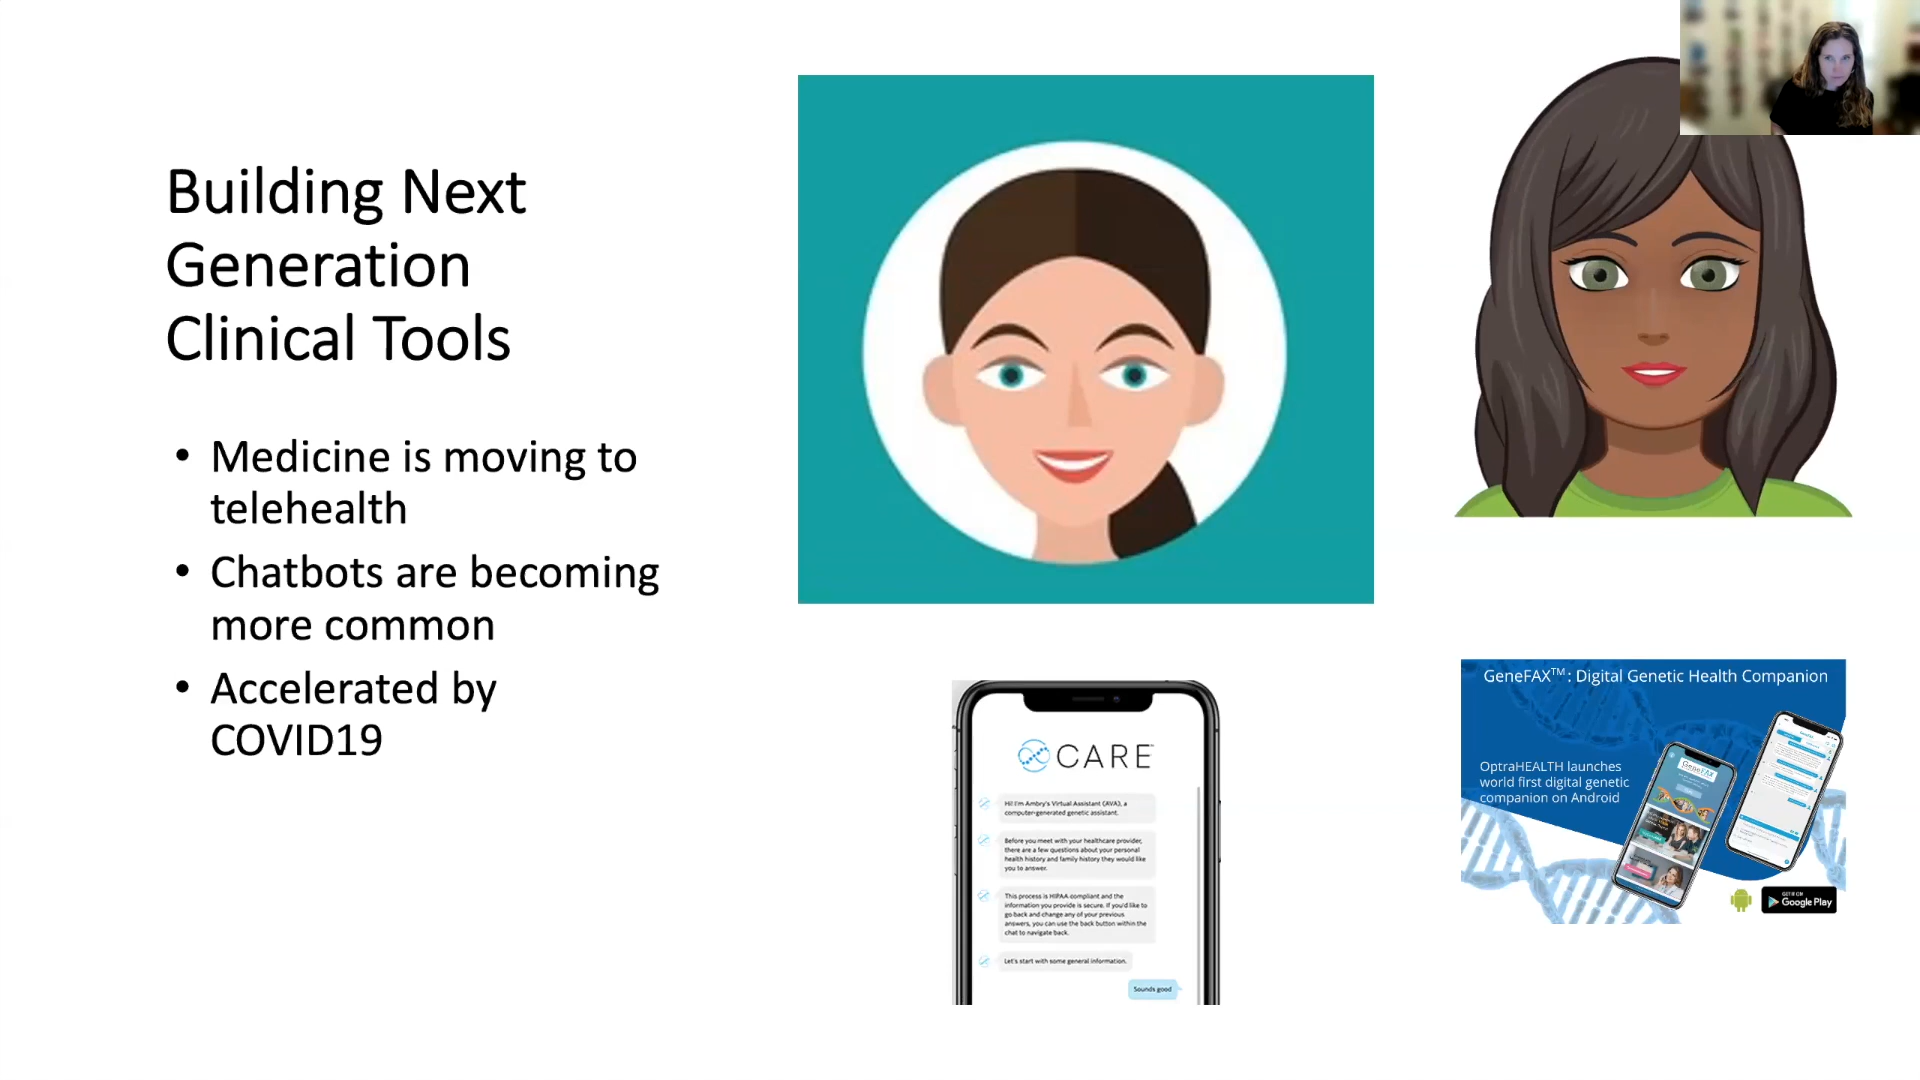 Building Next
Generation
Clinical Tools
• Medicine is moving to
telehealth
• Chatbots are becoming
more common
• Accelerated by
COVID19
CARE
Hi! I'm Ambry's Virtual Assistant (AVA), a
computer-generated genetic assistant.
Before you meet with your healthcare provider,
there are a few questions about your personal
health history and family history they would like
you to answer.
This process is HIPAA compliant and the
information you provide is secure. If you'd like to
go back and change any of your previous
answers, you can use the back button within the
chat to navigate back.
Let's start with some general information.
Sounds good
GeneFAX™: Digital Genetic Health Companion
OptraHEALTH launches
world first digital genetic
companion on Android
GeneFAX
GET IT ON
Google Play